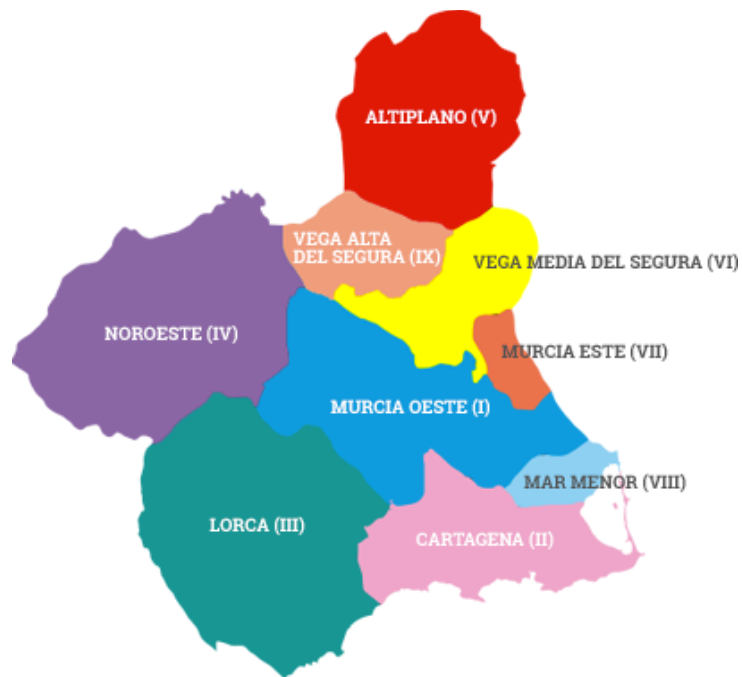 ALTIPLANO (V)
VEGA ALTA
DEL SEGURA (IX)
VEGA MEDIA DEL SEGURA (VI)
NOROESTE (IV)
MURCIA ESTE (VII)
MURCIA OESTE (I)
MAR MENOR (VIII)
LORCA (III)
CARTAGENA (II)